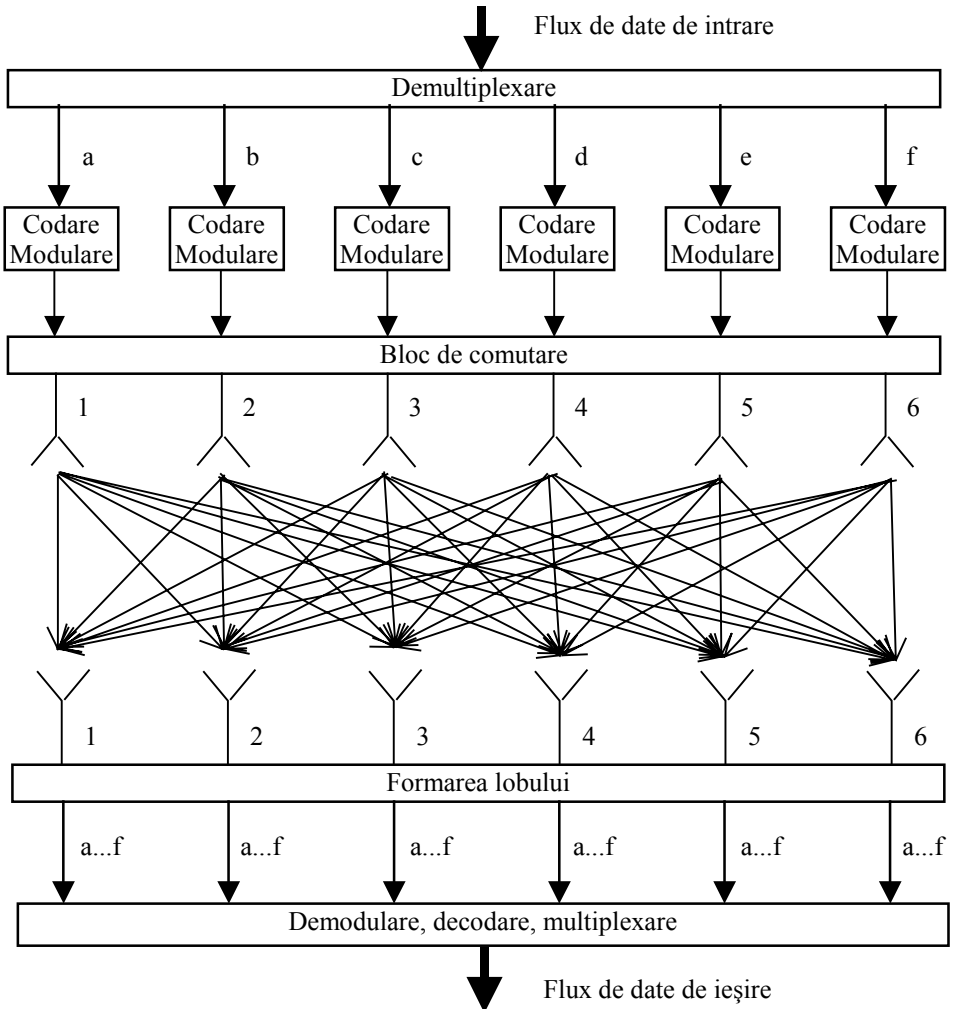 Flux de date de intrare
Demultiplexare
a b c d e f
Codare Codare Codare Codare Codare Codare
Modulare Modulare Modulare Modulare Modulare Modulare
Bloc de comutare
1 2 3 4 5 6
1 2 3 4 5 6
Formarea lobului
a...f a...f a...f a...f a...f a...f
Demodulare, decodare, multiplexare
Flux de date de ieşire